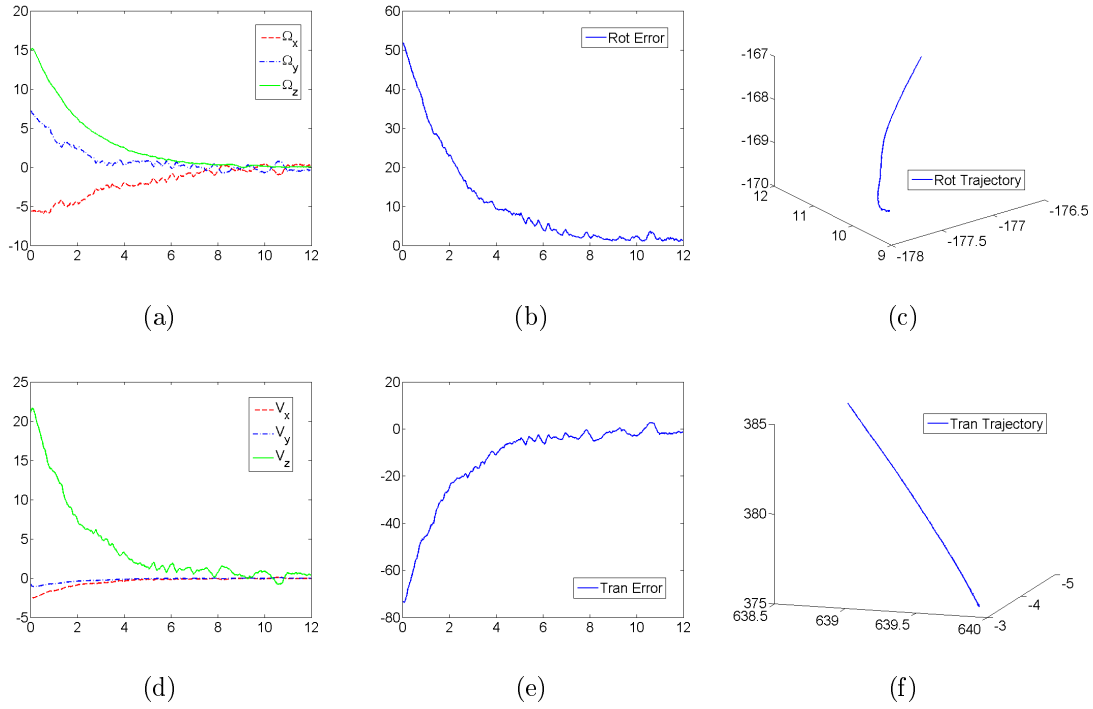 20
15
10
5
0
-5
-10
0 2 4 6 8 10 12
Ωx
Ωy
Ωz
(a)
60
50
40
30
20
10
0
0 2 4 6 8 10 12
Rot Error
(b)
-167
-168
-169
-170
12
11
10
9
-178
-177.5
-177
-176.5
Rot Trajectory
(c)
25
20
15
10
5
0
-5
0 2 4 6 8 10 12
Vx
Vy
Vz
(d)
20
0
-20
-40
-60
-80
0 2 4 6 8 10 12
Tran Error
(e)
385
380
375
638.5
639
639.5
640
-3
-4
-5
Tran Trajectory
(f)